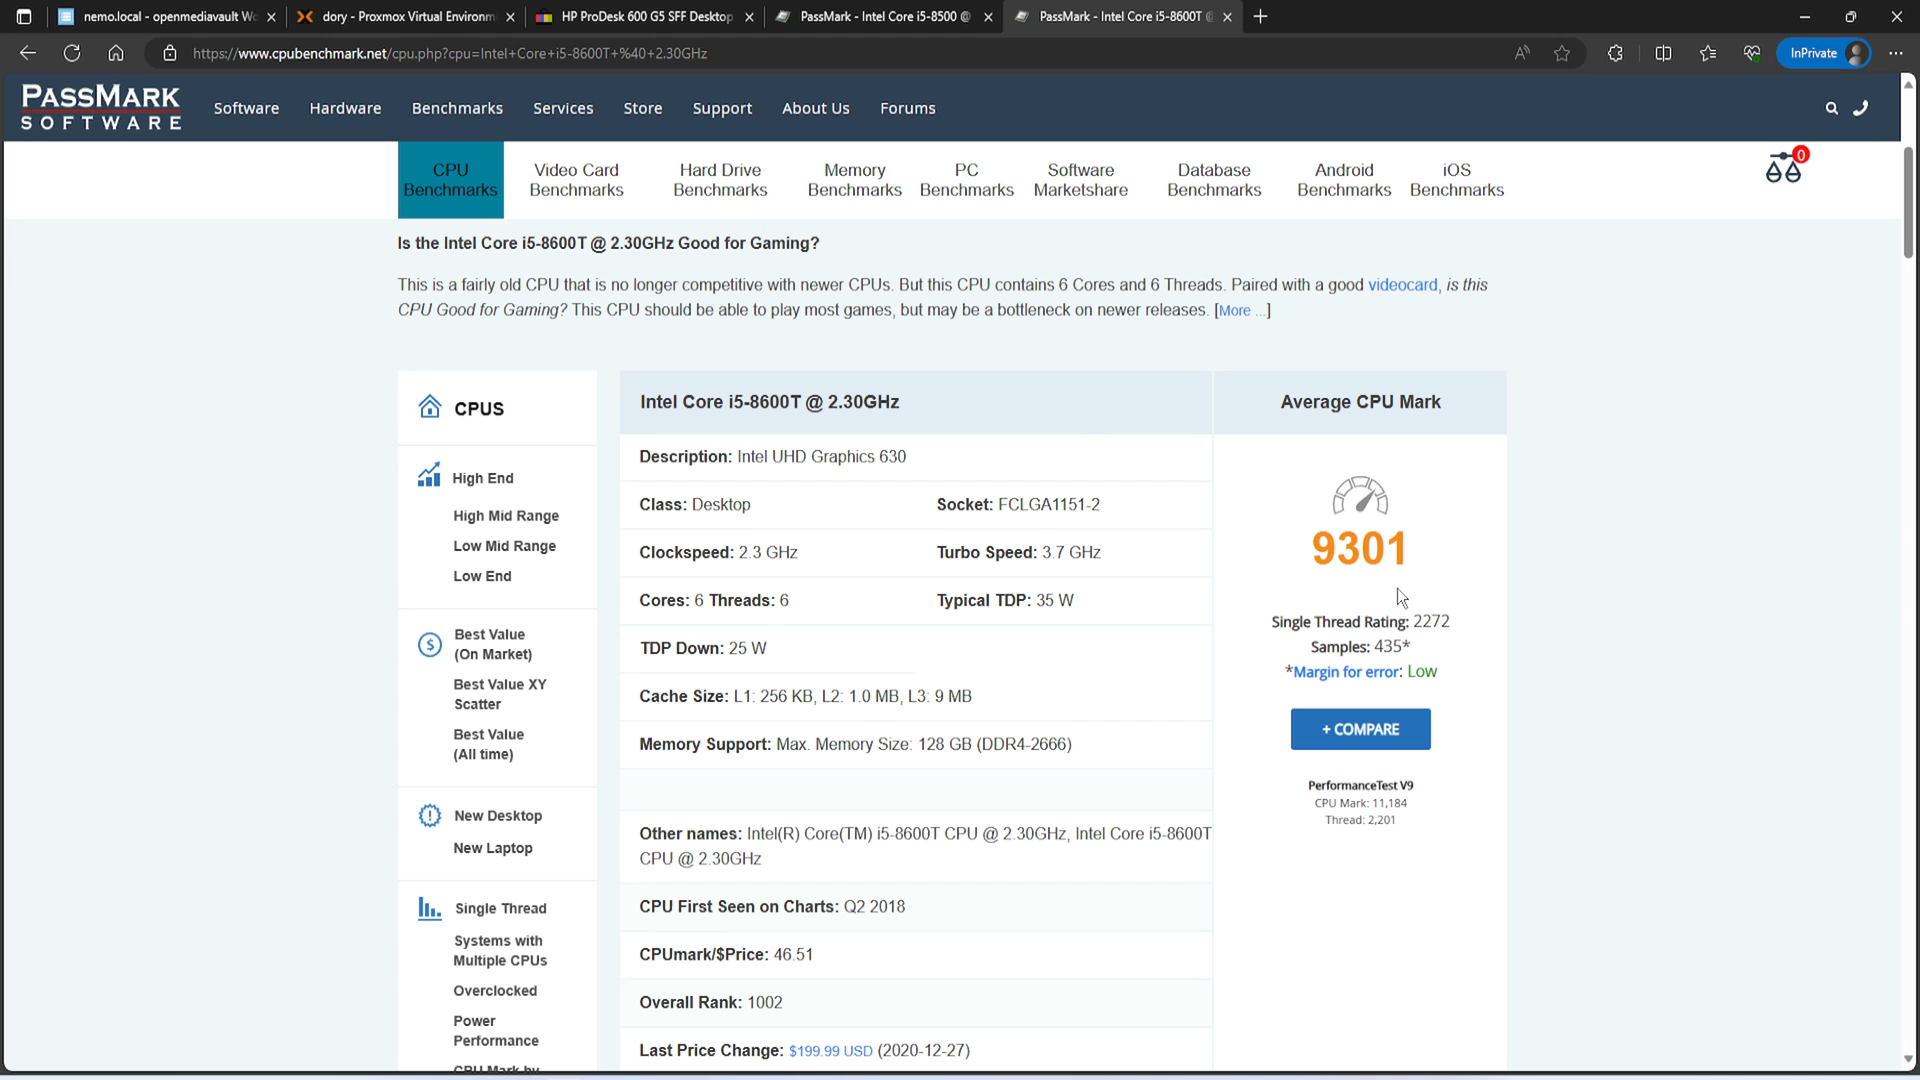 nemo.local - openmediavault Wo
dory - Proxmox Virtual Environm
HP ProDesk 600 G5 SFF Desktop
PassMark - Intel Core i5-8500 @
PassMark - Intel Core i5-8600T @
https://www.cpubenchmark.net/cpu.php?cpu=Intel+Core+i5-8600T+%40+2.30GHz
InPrivate
PASSMARK
SOFTWARE
Software
Hardware
Benchmarks
Services
Store
Support
About Us
Forums
CPU
Benchmarks
Video Card
Benchmarks
Hard Drive
Benchmarks
Memory
Benchmarks
PC
Benchmarks
Software
Marketshare
Database
Benchmarks
Android
Benchmarks
iOS
Benchmarks
0
Is the Intel Core i5-8600T @ 2.30GHz Good for Gaming?
This is a fairly old CPU that is no longer competitive with newer CPUs. But this CPU contains 6 Cores and 6 Threads. Paired with a good videocard, is this
CPU Good for Gaming? This CPU should be able to play most games, but may be a bottleneck on newer releases. [More ...]
CPUS
High End
High Mid Range
Low Mid Range
Low End
Best Value
(On Market)
Best Value XY
Scatter
Best Value
(All time)
New Desktop
New Laptop
Single Thread
Systems with
Multiple CPUs
Overclocked
Power
Performance
CPU Mark by
Intel Core i5-8600T @ 2.30GHz
Description: Intel UHD Graphics 630
Class: Desktop
Socket: FCLGA1151-2
Clockspeed: 2.3 GHz
Turbo Speed: 3.7 GHz
Cores: 6 Threads: 6
Typical TDP: 35 W
TDP Down: 25 W
Cache Size: L1: 256 KB, L2: 1.0 MB, L3: 9 MB
Memory Support: Max. Memory Size: 128 GB (DDR4-2666)
Other names: Intel(R) Core(TM) i5-8600T CPU @ 2.30GHz, Intel Core i5-8600T
CPU @ 2.30GHz
CPU First Seen on Charts: Q2 2018
CPUmark/$Price: 46.51
Overall Rank: 1002
Last Price Change: $199.99 USD (2020-12-27)
Average CPU Mark
9301
Single Thread Rating: 2272
Samples: 435*
*Margin for error: Low
+ COMPARE
PerformanceTest V9
CPU Mark: 11,184
Thread: 2,201